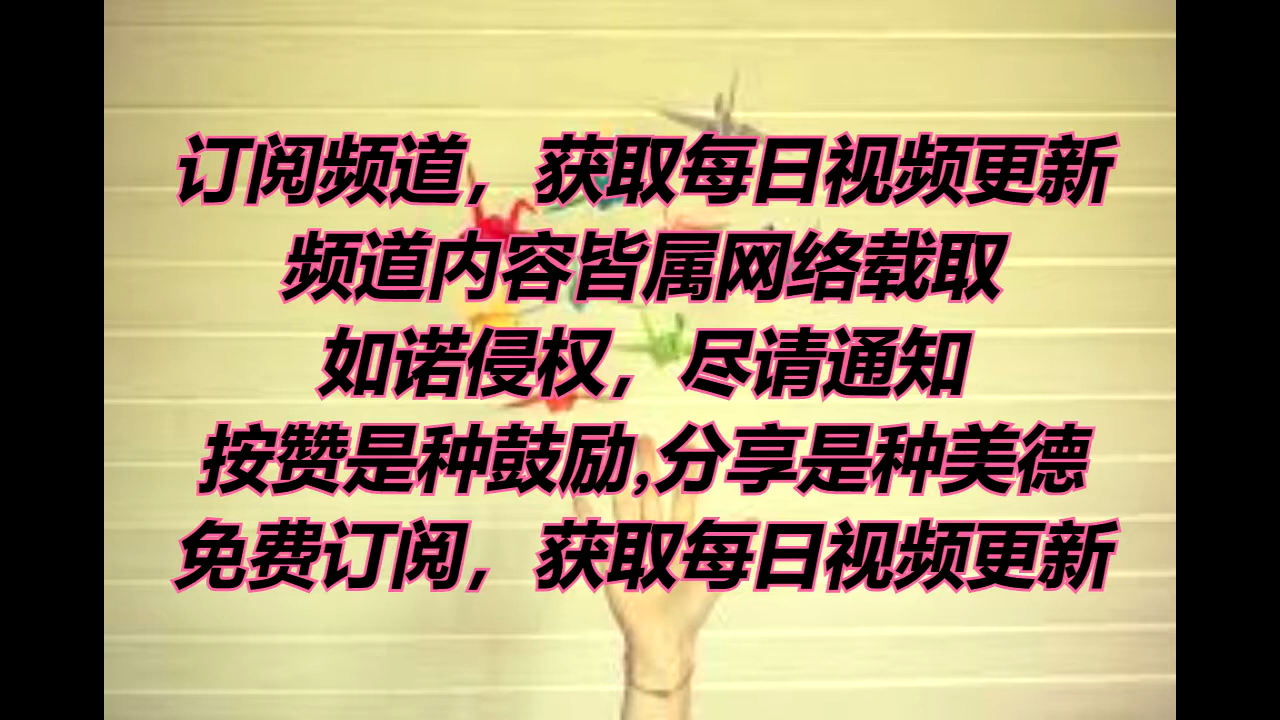 订阅频道，获取每日视频更新
频道内容皆属网络载取
如诺侵权，尽请通知
按赞是种鼓励,分享是种美德
免费订阅，获取每日视频更新